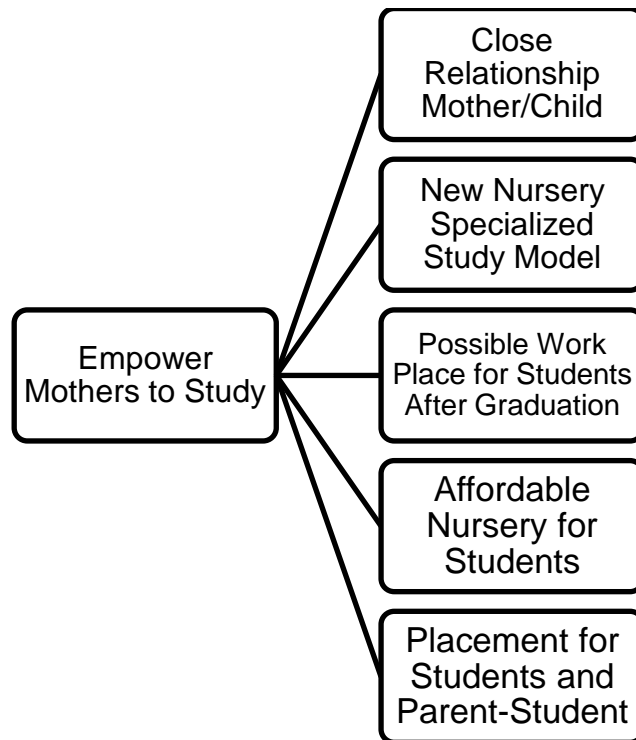 Close
Relationship
Mother/Child
New Nursery
Specialized
Study Model
Empower
Mothers to Study
Possible Work
Place for Students
After Graduation
Affordable
Nursery for
Students
Placement for
Students and
Parent-Student